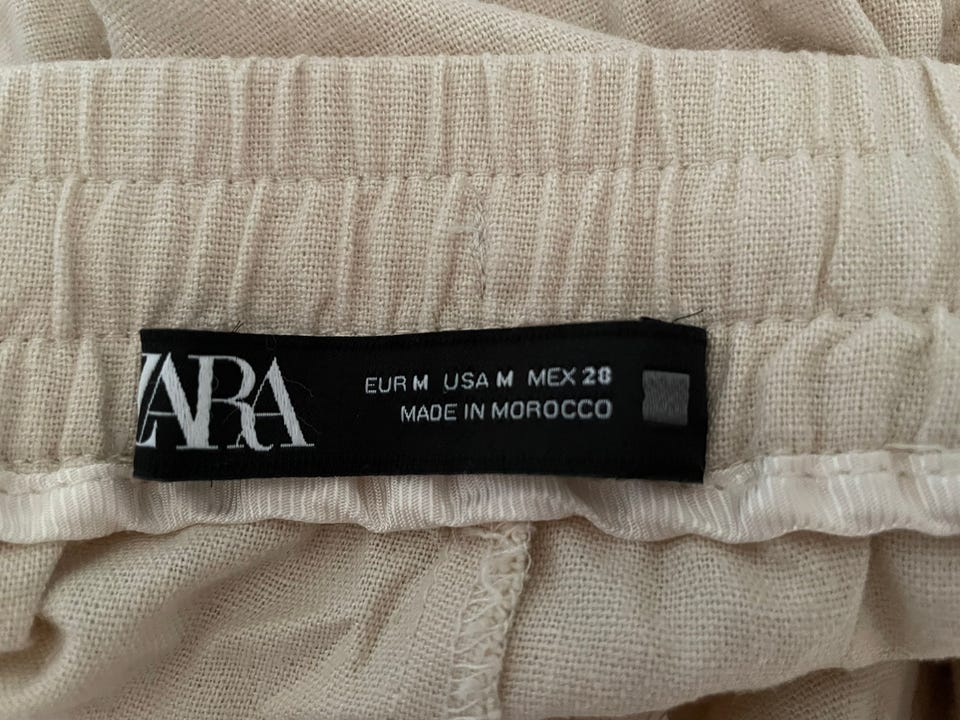 ZARA
EUR M USA M MEX 28
MADE IN MOROCCO